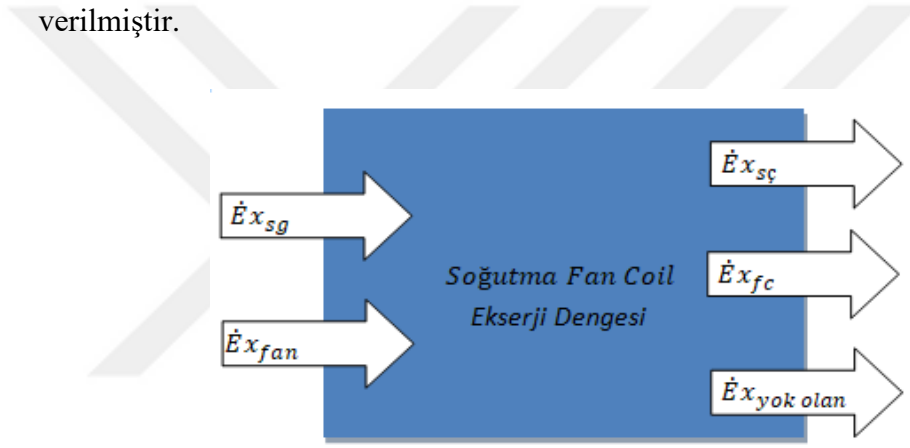 verilmiştir.
Ėx_sg
Ėx_fan
Soğutma Fan Coil
Ekserji Dengesi
Ėx_sç
Ėx_fc
Ėx_yok olan